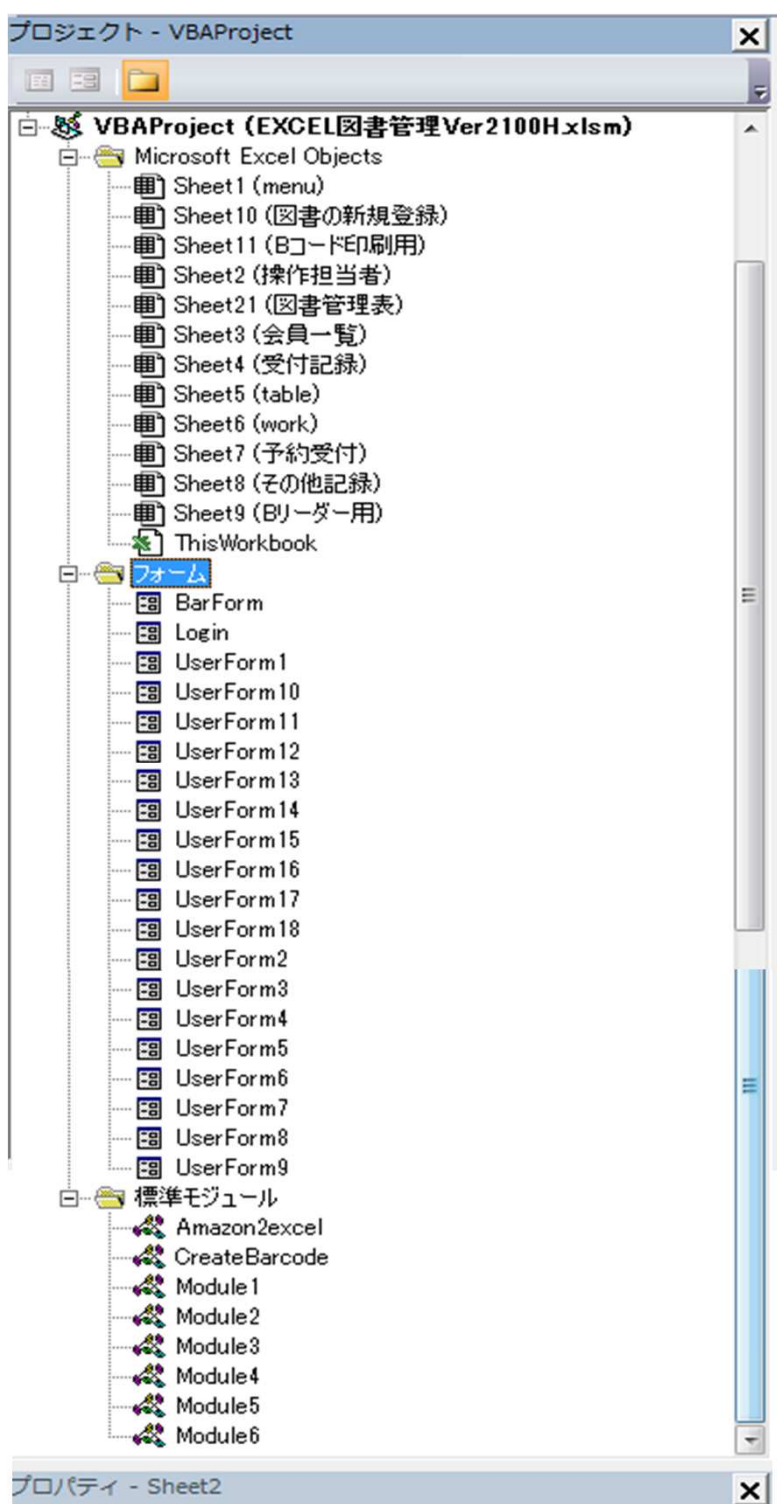 プロジェクト - VBAProject
VBAProject (EXCEL図書管理Ver2100H.xlsm)
Microsoft Excel Objects
Sheet1 (menu)
Sheet10 (図書の新規登録)
Sheet11 (Bコード印刷用)
Sheet2 (操作担当者)
Sheet21 (図書管理表)
Sheet3 (会員一覧)
Sheet4 (受付記録)
Sheet5 (table)
Sheet6 (work)
Sheet7 (予約受付)
Sheet8 (その他記録)
Sheet9 (Bリーダー用)
ThisWorkbook
フォーム
BarForm
Login
UserForm1
UserForm10
UserForm11
UserForm12
UserForm13
UserForm14
UserForm15
UserForm16
UserForm17
UserForm18
UserForm2
UserForm3
UserForm4
UserForm5
UserForm6
UserForm7
UserForm8
UserForm9
標準モジュール
Amazon2excel
CreateBarcode
Module1
Module2
Module3
Module4
Module5
Module6
プロパティ - Sheet2